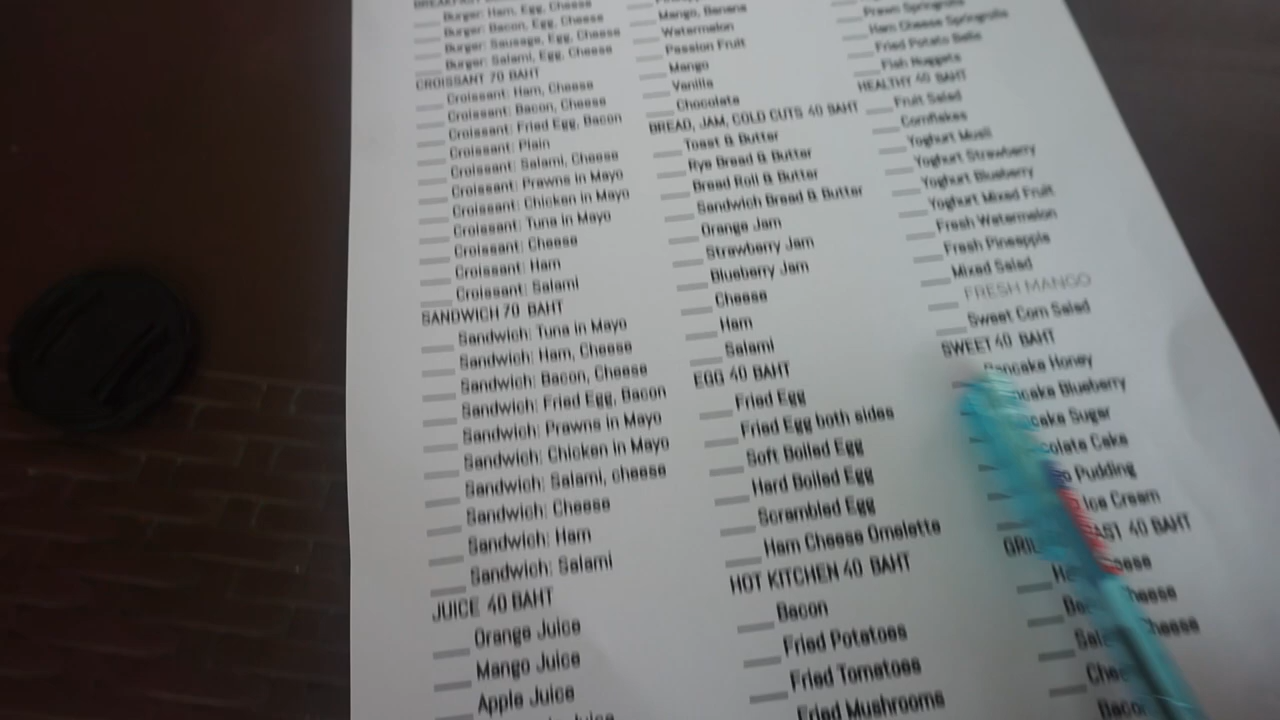 Burger: Ham, Egg, Cheese
Burger: Bacon, Egg, Cheese
Burger: Sausage, Egg, Cheese
Burger: Salami, Egg, Cheese
CROISSANT 70 BAHT
Croissant: Ham, Cheese
Croissant: Bacon, Cheese
Croissant: Fried Egg, Bacon
Croissant: Plain
Croissant: Salami, Cheese
Croissant: Prawns in Mayo
Croissant: Chicken in Mayo
Croissant: Tuna in Mayo
Croissant: Cheese
Croissant: Ham
Croissant: Salami
SANDWICH 70 BAHT
Sandwich: Tuna in Mayo
Sandwich: Ham, Cheese
Sandwich: Bacon, Cheese
Sandwich: Fried Egg, Bacon
Sandwich: Prawns in Mayo
Sandwich: Chicken in Mayo
Sandwich: Salami, cheese
Sandwich: Cheese
Sandwich: Ham
Sandwich: Salami
JUICE 40 BAHT
Orange Juice
Mango Juice
Apple Juice
Juice
Mango, Banana
Watermelon
Passion Fruit
Mango
Vanilla
Chocolate
BREAD, JAM, COLD CUTS 40 BAHT
Toast & Butter
Rye Bread & Butter
Bread Roll & Butter
Sandwich Bread & Butter
Orange Jam
Strawberry Jam
Blueberry Jam
Cheese
Ham
Salami
EGG 40 BAHT
Fried Egg
Fried Egg both sides
Soft Boiled Egg
Hard Boiled Egg
Scrambled Egg
Ham Cheese Omelette
HOT KITCHEN 40 BAHT
Bacon
Fried Potatoes
Fried Tomatoes
Fried Mushrooms
Prawn Springrolls
Ham Cheese Springrolls
Fried Potato Balls
Fish Nuggets
HEALTHY 40 BAHT
Fruit Salad
Cornflakes
Yoghurt Musli
Yoghurt Strawberry
Yoghurt Blueberry
Yoghurt Mixed Fruit
Fresh Watermelon
Fresh Pineapple
Mixed Salad
FRESH MANGO
Sweet Corn Salad
SWEET 40 BAHT
Pancake Honey
Blueberry
Sugar
Cake
Pudding
Ice Cream
40 BAHT